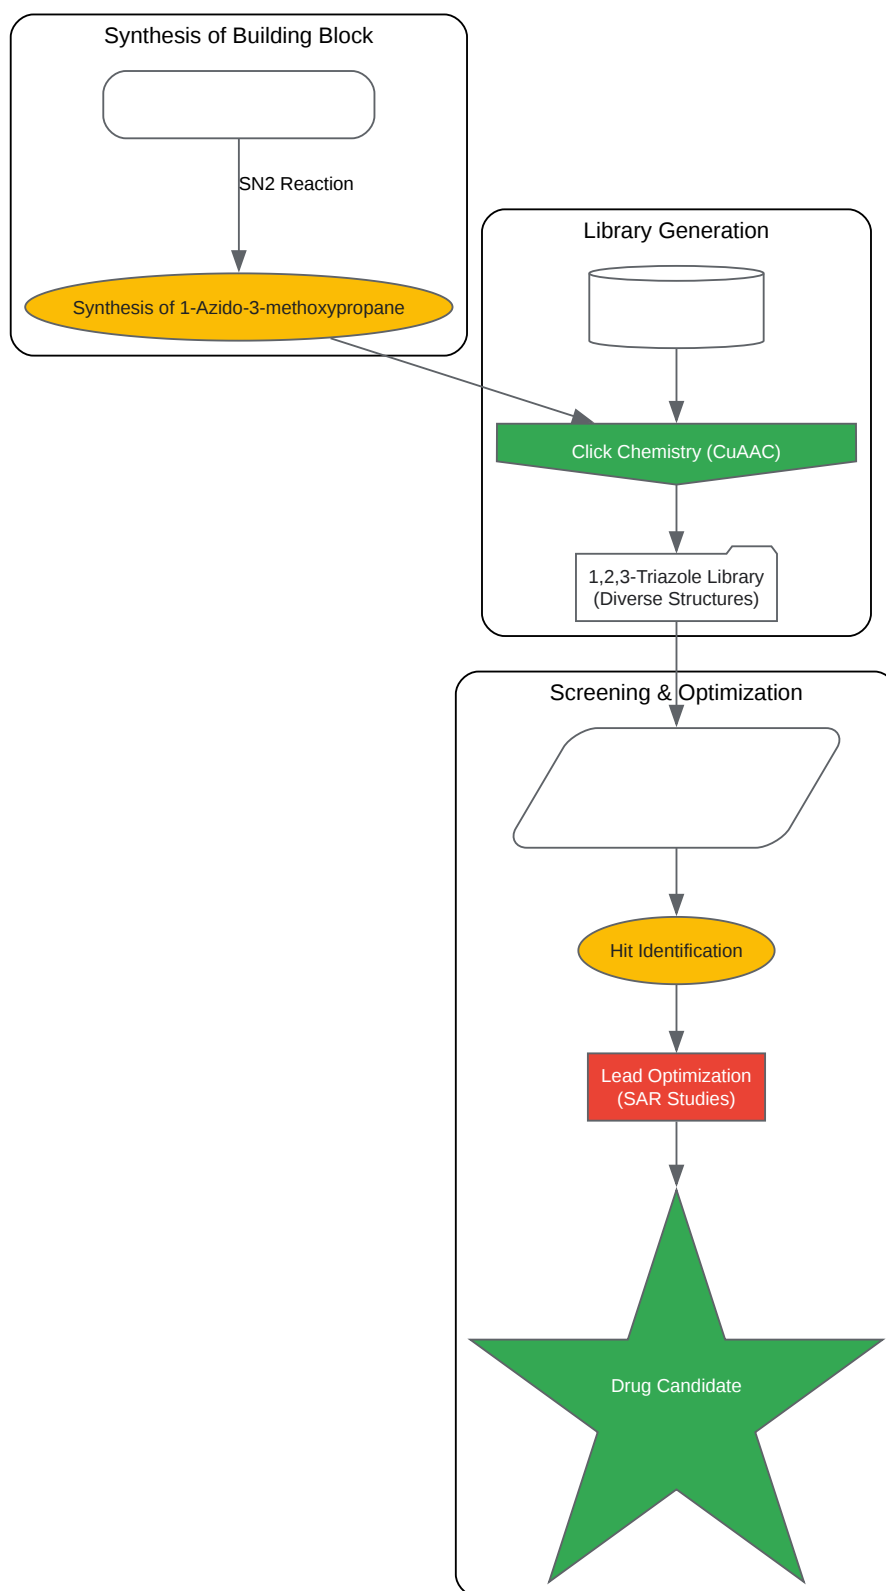 Synthesis of Building Block
SN2 Reaction
Synthesis of 1-Azido-3-methoxypropane
Library Generation
Click Chemistry (CuAAC)
1,2,3-Triazole Library
(Diverse Structures)
Screening & Optimization
Hit Identification
Lead Optimization
(SAR Studies)
Drug Candidate